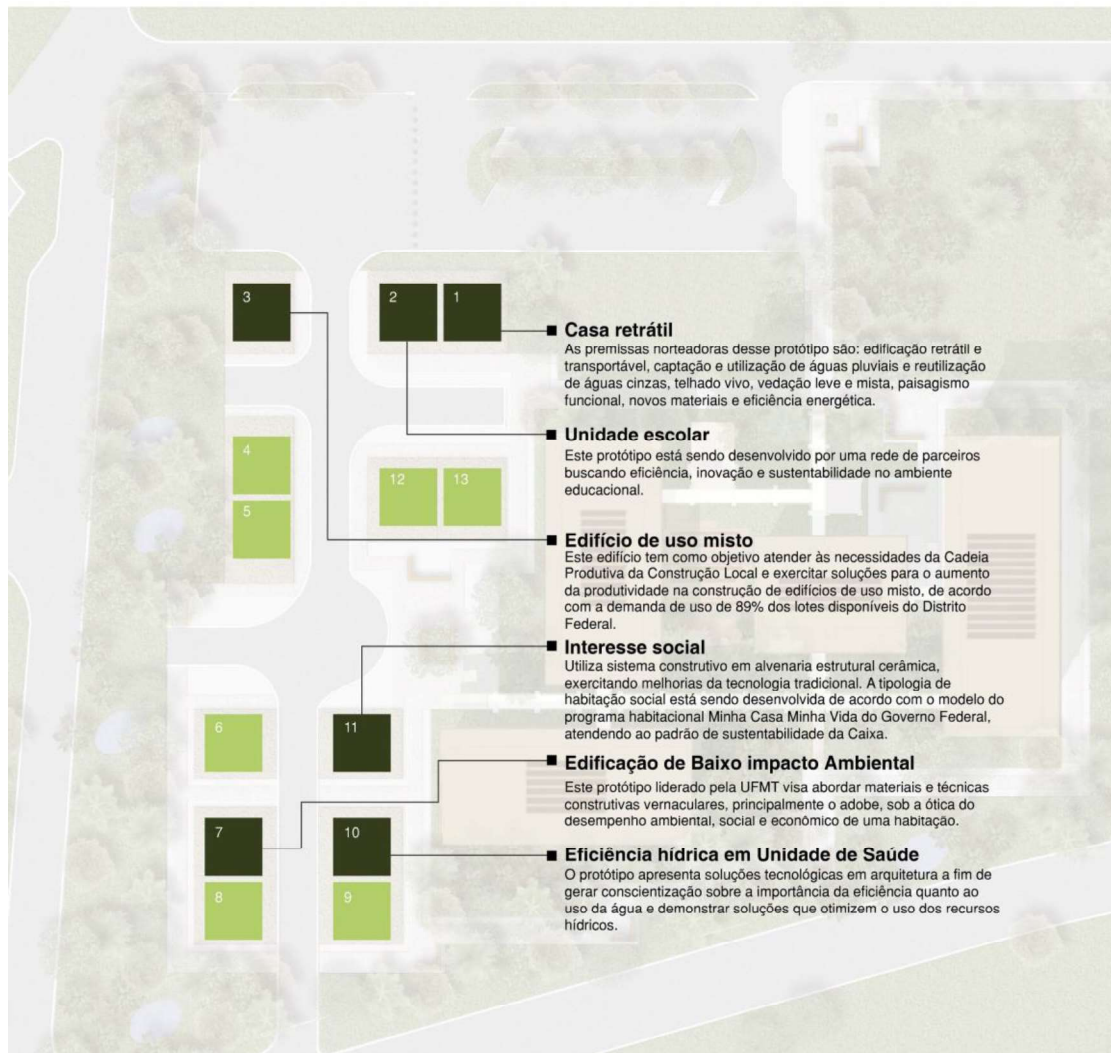 3
2
1
Casa retrátil
As premissas norteadoras desse protótipo são: edificação retrátil e
transportável, captação e utilização de águas pluviais e reutilização
de águas cinzas, telhado vivo, vedação leve e mista, paisagismo
funcional, novos materiais e eficiência energética.
Unidade escolar
Este protótipo está sendo desenvolvido por uma rede de parceiros
buscando eficiência, inovação e sustentabilidade no ambiente
educacional.
4
5
12
13
Edifício de uso misto
Este edifício tem como objetivo atender às necessidades da Cadeia
Produtiva da Construção Local e exercitar soluções para o aumento
da produtividade na construção de edifícios de uso misto, de acordo
com a demanda de uso de 89% dos lotes disponíveis do Distrito
Federal.
Interesse social
Utiliza sistema construtivo em alvenaria estrutural cerâmica,
exercitando melhorias da tecnologia tradicional. A tipologia de
habitação social está sendo desenvolvida de acordo com o modelo do
programa habitacional Minha Casa Minha Vida do Governo Federal,
atendendo ao padrão de sustentabilidade da Caixa.
6
11
Edificação de Baixo impacto Ambiental
Este protótipo liderado pela UFMT visa abordar materiais e técnicas
construtivas vernaculares, principalmente o adobe, sob a ótica do
desempenho ambiental, social e econômico de uma habitação.
7
10
Eficiência hídrica em Unidade de Saúde
O protótipo apresenta soluções tecnológicas em arquitetura a fim de
gerar conscientização sobre a importância da eficiência quanto ao
uso da água e demonstrar soluções que otimizem o uso dos recursos
hídricos.
8
9